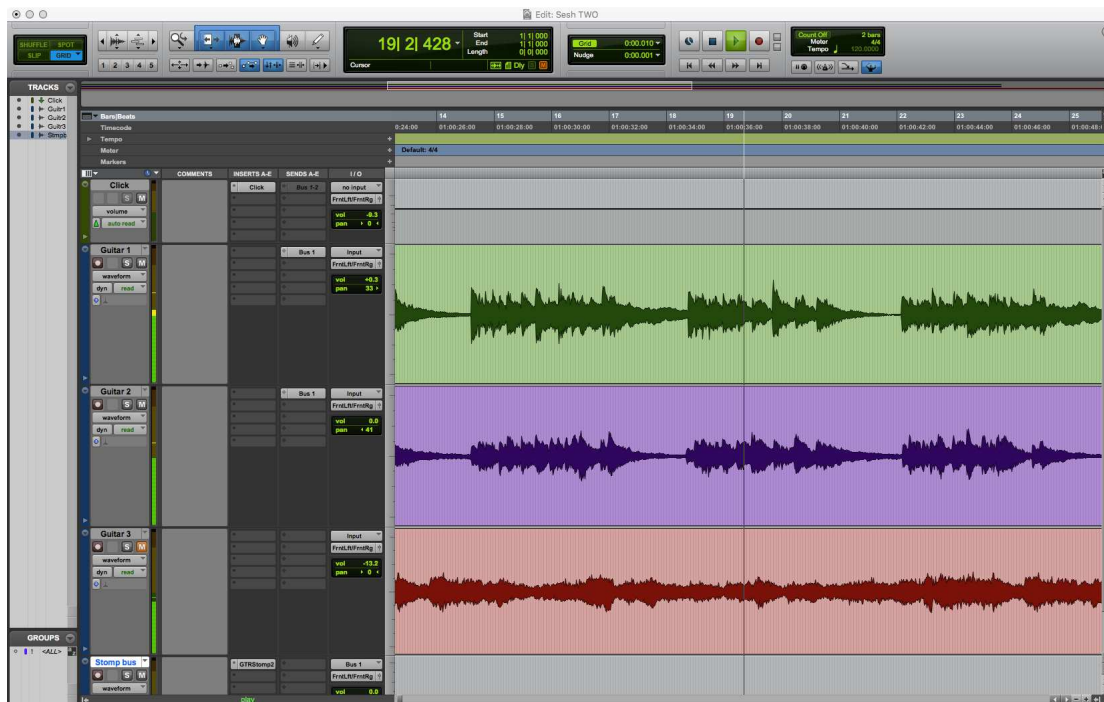 Edit: Sesh TWO
SHUFFLE SPOT
SLIP GRID
1 2 3 4 5
19| 2| 428
Start 1| 1| 000
End 1| 1| 000
Length 0| 0| 000
Cursor
Dly
Grid 0:00.010
Nudge 0:00.001
Count Off 2 bars
Meter 4/4
Tempo 120.0000
TRACKS
Click
Guitr1
Guitr2
Guitr3
Stmpb
Bars|Beats 14 15 16 17 18 19 20 21 22 23 24 25
Timecode 0:24:00 01:00:26:00 01:00:28:00 01:00:30:00 01:00:32:00 01:00:34:00 01:00:36:00 01:00:38:00 01:00:40:00 01:00:42:00 01:00:44:00 01:00:46:00 01:00:48:
Tempo
Meter Default: 4/4
Markers
COMMENTS INSERTS A-E SENDS A-E I / O
Click Click Bus 1-2 no input
S M FrntLft/FrntRg
volume vol -9.3
auto read pan 0
Guitar 1 Bus 1 Input
S M FrntLft/FrntRg
waveform vol +0.3
dyn read pan 33
Guitar 2 Bus 1 Input
S M FrntLft/FrntRg
waveform vol 0.0
dyn read pan 41
Guitar 3 Input
S M FrntLft/FrntRg
waveform vol -13.2
dyn read pan 0
GROUPS
! <ALL>
Stomp bus GTRStomp2 Bus 1
S M FrntLft/FrntRg
waveform vol 0.0
play